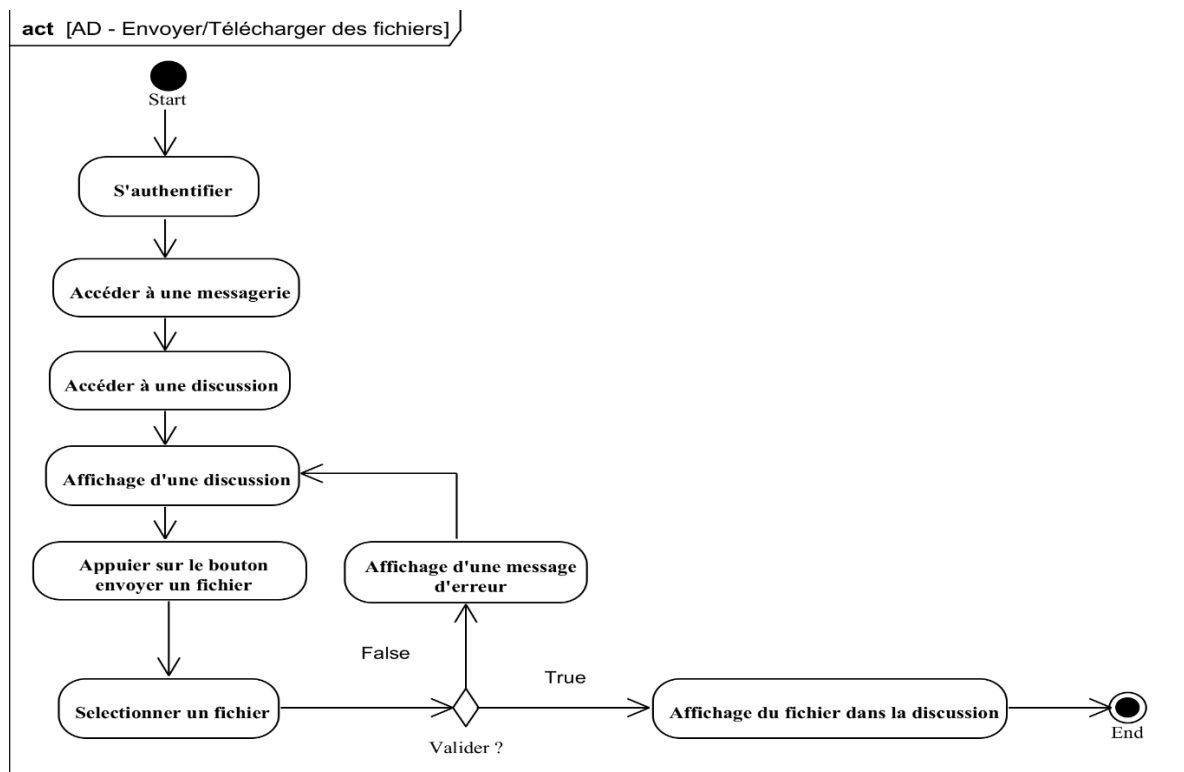 act [AD - Envoyer/Télécharger des fichiers]
Start
S'authentifier
Accéder à une messagerie
Accéder à une discussion
Affichage d'une discussion
Appuier sur le bouton
envoyer un fichier
Affichage d'une message
d'erreur
False
True
Selectionner un fichier
Valider ?
Affichage du fichier dans la discussion
End